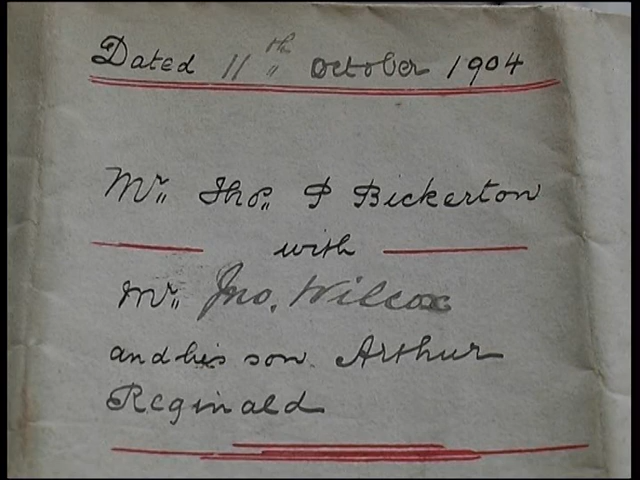 Dated 11th October 1904
Mr. Thos. P Bickerton
with
Mr. Jno. Wilcox
and his son Arthur
Reginald